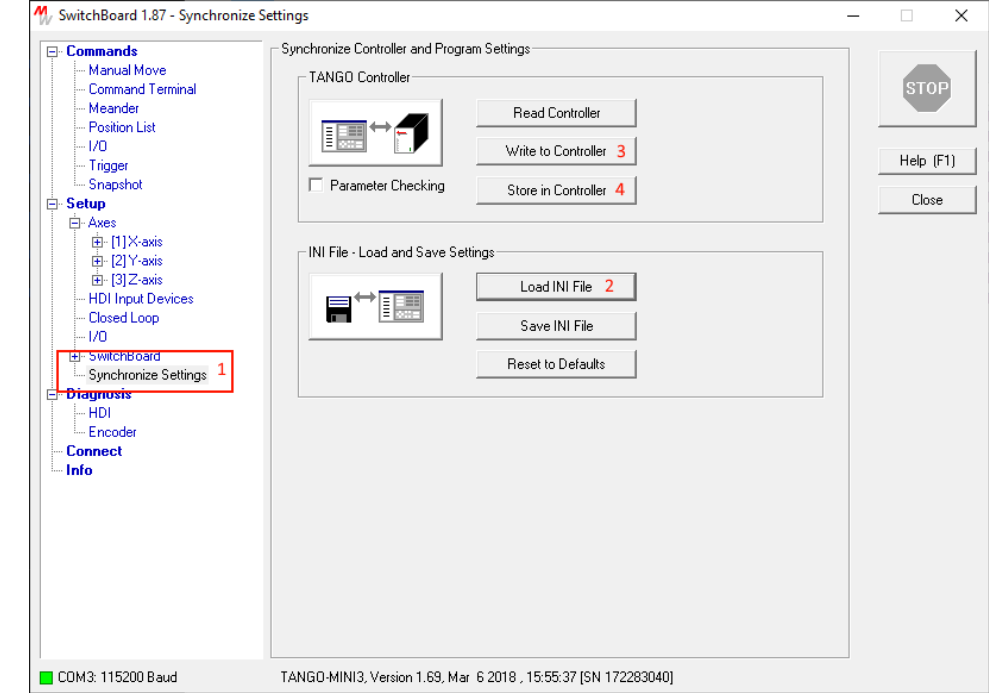 SwitchBoard 1.87 - Synchronize Settings
Commands
Manual Move
Command Terminal
Meander
Position List
I/O
Trigger
Snapshot
Setup
Axes
[1] X-axis
[2] Y-axis
[3] Z-axis
HDI Input Devices
Closed Loop
I/O
SwitchBoard
Synchronize Settings 1
Diagnosis
HDI
Encoder
Connect
Info
Synchronize Controller and Program Settings
TANGO Controller
Read Controller
Write to Controller 3
Parameter Checking
Store in Controller 4
INI File - Load and Save Settings
Load INI File 2
Save INI File
Reset to Defaults
STOP
Help (F1)
Close
COM3: 115200 Baud
TANGO-MINI3, Version 1.69, Mar 6 2018 , 15:55:37 [SN 172283040]